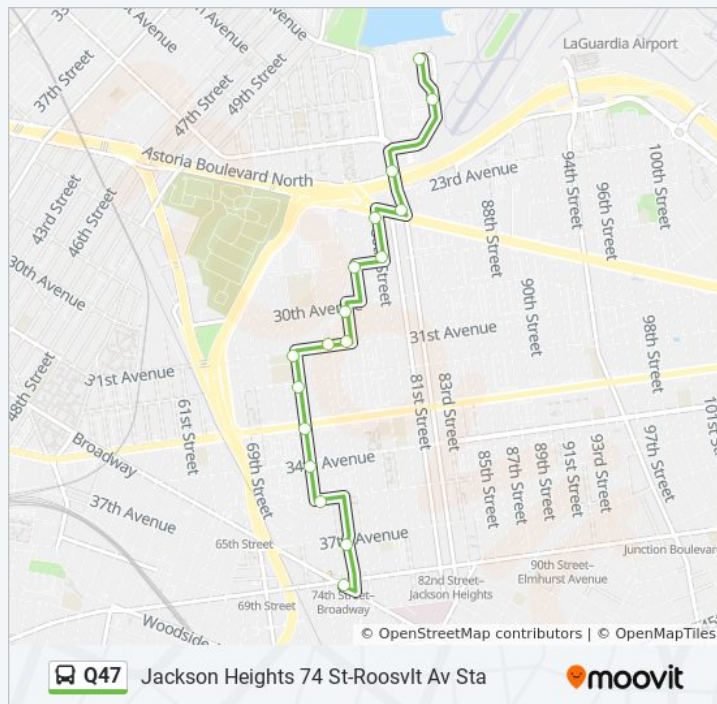 35th Street
37th Street
47th Street
49th Street
LaGuardia Airport
Astoria Boulevard North
23rd Avenue
94th Street
96th Street
100th Street
43rd Street
46th Street
88th Street
30th Avenue
Street
30th Avenue
90th Street
31st Avenue
98th Street
31st Avenue
48th Street
61st Street
81st Street
83rd Street
101st St
Broadway
69th Street
34th Avenue
85th Street
87th Street
89th Street
91st Street
93rd Street
97th Street
37th Avenue
65th Street
37th Avenue
Junction Boulevard
90th Street–
Elmhurst Avenue
82nd Street–
Jackson Heights
69th Street
74th Street–
Broadway
Woodside
© OpenStreetMap contributors | © OpenMapTiles
Q47 Jackson Heights 74 St-Roosvlt Av Sta
moovit